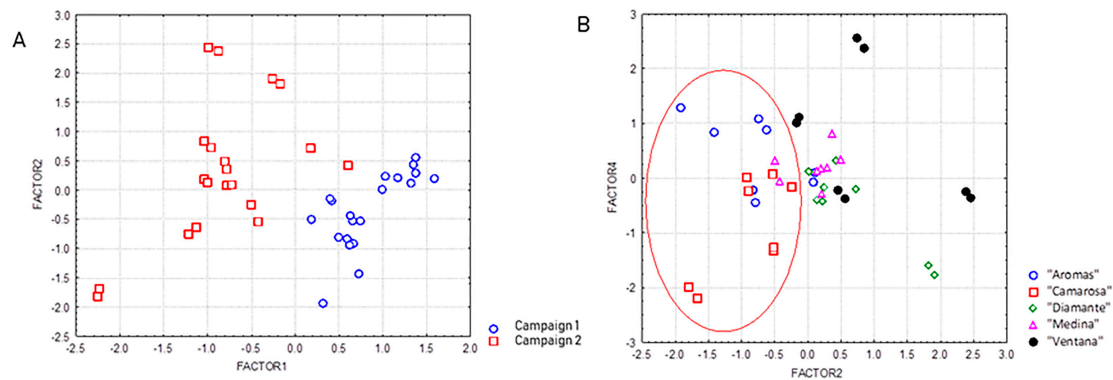 A
3.0
2.5
2.0
1.5
1.0
0.5
0.0
-0.5
-1.0
-1.5
-2.0
-2.5
FACTOR2
-2.5 -2.0 -1.5 -1.0 -0.5 0.0 0.5 1.0 1.5 2.0
FACTOR1
Campaign 1
Campaign 2
B
3
2
1
0
-1
-2
-3
FACTOR4
-2.5 -2.0 -1.5 -1.0 -0.5 0.0 0.5 1.0 1.5 2.0 2.5 3.0
FACTOR2
"Aromas"
"Camarosa"
"Diamante"
"Medina"
"Ventana"